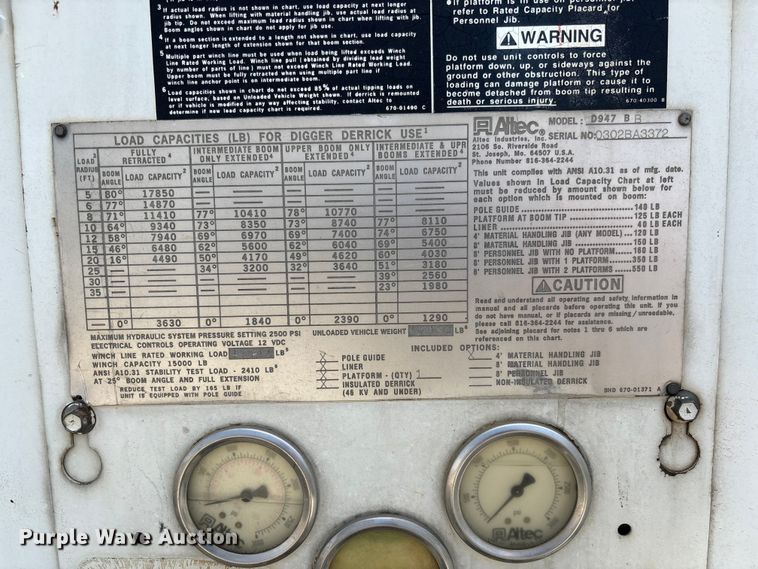 3 If actual load radius is not shown in chart, use load capacity at next longer
radius shown. When lifting with material handling jib, use actual load
radius shown in chart when lifting with jib.
Boom angles shown in chart do not apply for jib use.
4 If a boom section is extended to a length not shown in chart, use load capacity
at next longer length of extension shown for that boom section.
5 Multiple part winch line must be used when load being lifted exceeds Winch
Line Rated Working Load. Winch line pull (obtained by dividing load weight
by number of parts of line) must not exceed Winch Line Rated Working Load.
Upper boom must be fully retracted when using multiple part line if
winch line anchor point is on intermediate boom.
6 Load capacities shown in chart do not exceed 85% of actual tipping loads on
level surface, based on Unloaded Vehicle Weight shown. If derrick is remounted
or if vehicle is modified in any way affecting stability, contact Altec to
determine if new load capacity chart is required.
670-01490 C
refer to Rated Capacity Placard for
Personnel Jib.
WARNING
Do not use unit controls to force
platform down, up, or sideways against the
ground or other obstruction. This type of
loading can damage platform or cause it to
become detached from boom tip resulting in
death or serious injury.
670-40300 B
LOAD CAPACITIES (LB) FOR DIGGER DERRICK USE1
LOAD RADIUS (FT) FULLY RETRACTED4 INTERMEDIATE BOOM ONLY EXTENDED4 UPPER BOOM ONLY EXTENDED4 INTERMEDIATE & UPR BOOMS EXTENDED4
BOOM ANGLE LOAD CAPACITY BOOM ANGLE LOAD CAPACITY BOOM ANGLE LOAD CAPACITY BOOM ANGLE LOAD CAPACITY
5 80° 17850 — — — — — —
6 77° 14870 — — — — — —
8 71° 11410 77° 10410 78° 10770 — —
10 64° 9340 73° 8350 73° 8740 77° 8110
12 58° 7940 69° 6970 70° 7400 74° 6750
15 46° 6480 62° 5600 62° 6040 69° 5400
20 16° 4490 50° 4170 49° 4620 60° 4030
25 — — 34° 3200 32° 3640 51° 3180
30 — — — — — — 39° 2560
35 — — — — — — 23° 1980
0° 3630 0° 1840 0° 2390 0° 1290
MAXIMUM HYDRAULIC SYSTEM PRESSURE SETTING 2500 PSI
ELECTRICAL CONTROLS OPERATING VOLTAGE 12 VDC
UNLOADED VEHICLE WEIGHT LB
WINCH LINE RATED WORKING LOAD LB
WINCH CAPACITY 15000 LB
ANSI A10.31 STABILITY TEST LOAD - 2410 LB
AT 25° BOOM ANGLE AND FULL EXTENSION
REDUCE TEST LOAD BY 165 LB IF
UNIT IS EQUIPPED WITH POLE GUIDE
INCLUDED OPTIONS:
POLE GUIDE
LINER
PLATFORM - (QTY) 1
INSULATED DERRICK
(46 KV AND UNDER)
4' MATERIAL HANDLING JIB
8' MATERIAL HANDLING JIB
8' PERSONNEL JIB
NON-INSULATED DERRICK
Altec MODEL: D947 B R
Altec Industries, Inc. SERIAL NO: 0302BA3372
2106 So. Riverside Road
St. Joseph, Mo. 64507 U.S.A.
Phone Number 816-364-2244
This unit complies with ANSI A10.31 as of mfg. date.
Values shown in Load Capacity Chart at left
must be reduced by amount shown below for
each option which is mounted on boom:
POLE GUIDE 140 LB
PLATFORM AT BOOM TIP 125 LB EACH
LINER 40 LB EACH
4' MATERIAL HANDLING JIB (ANY MODEL) 120 LB
8' MATERIAL HANDLING JIB 150 LB
8' PERSONNEL JIB WITH NO PLATFORM 180 LB
8' PERSONNEL JIB WITH 1 PLATFORM 350 LB
8' PERSONNEL JIB WITH 2 PLATFORMS 550 LB
CAUTION
Read and understand all operating and safety, information in
manual and all placards before operating this unit. If you
do not have manual, or if placards are missing/unreadable,
please call 816-364-2244 for assistance.
See adjoining placard for notes 1 thru 6 which are
referenced on this chart.
BHD 670-01371 A
psi
Altec
psi
Altec
Purple Wave Auction